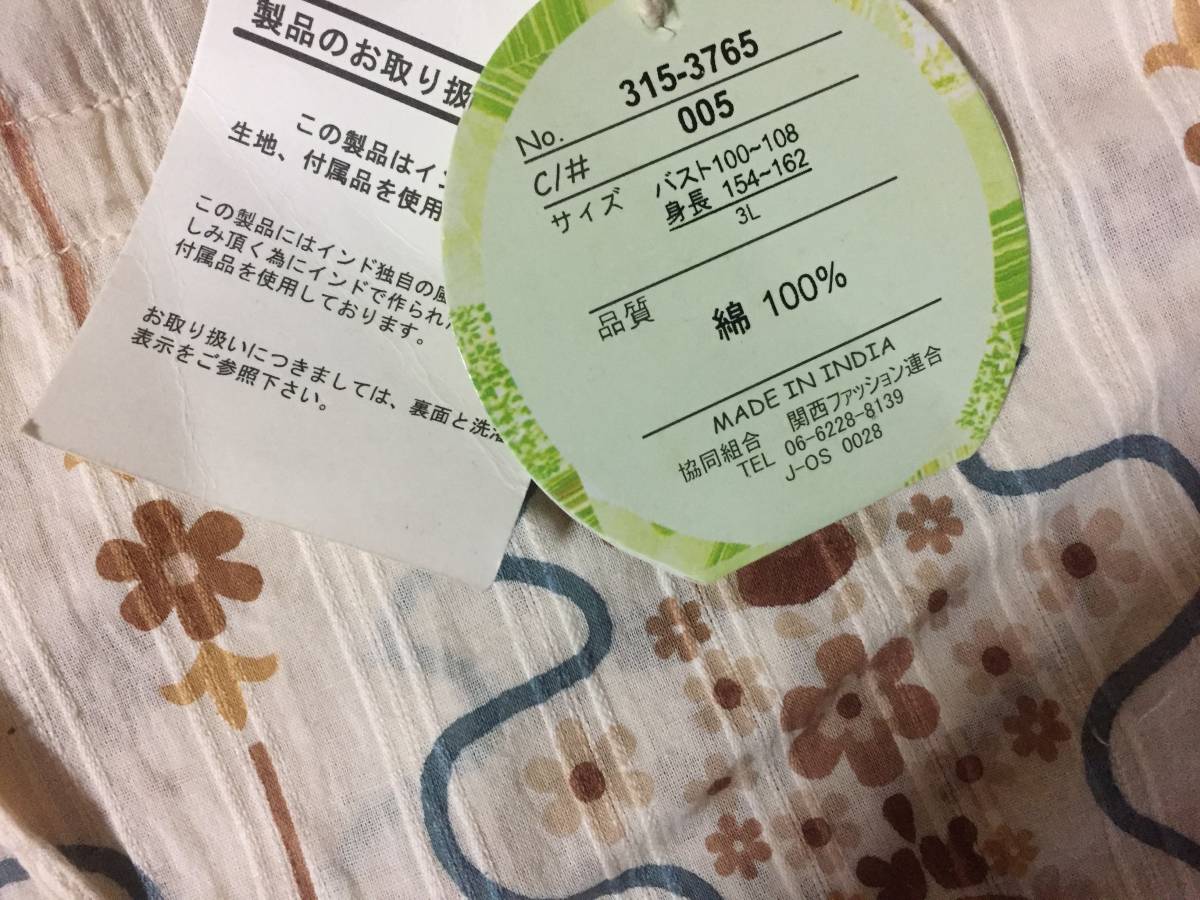 製品のお取り扱
この製品はイン
生地、付属品を使用
この製品にはインド独自の風
しみ頂く為にインドで作られた
付属品を使用しております。
お取り扱いにつきましては、裏面と洗濯
表示をご参照下さい。
No. 315-3765
C/# 005
サイズ バスト100~108
身長 154~162
3L
品質 綿 100%
MADE IN INDIA
協同組合 関西ファッション連合
TEL 06-6228-8139
J-OS 0028